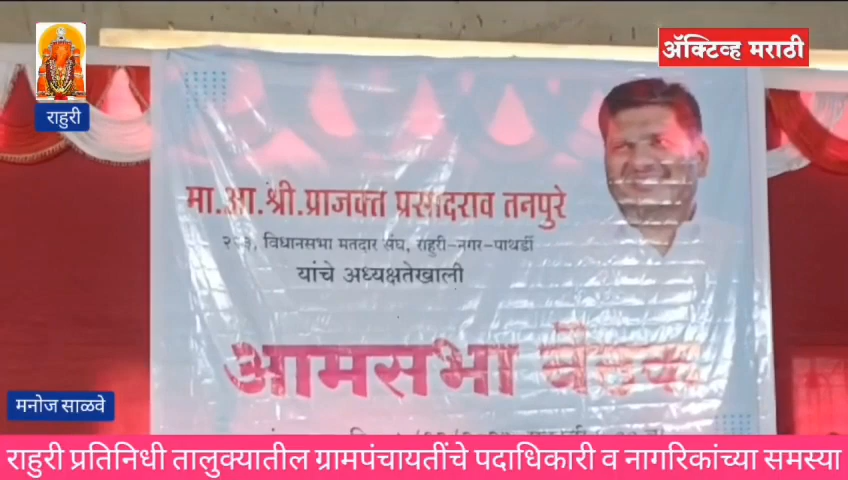 राहुरी
ॲक्टिव्ह मराठी
मा.आ.श्री.प्राजक्त प्रसादराव तनपुरे
विधानसभा मतदार संघ, राहुरी-नगर-पाथर्डी
यांचे अध्यक्षतेखाली
आमसभा बैठक
मनोज साळवे
राहुरी प्रतिनिधी तालुक्यातील ग्रामपंचायतींचे पदाधिकारी व नागरिकांच्या समस्या